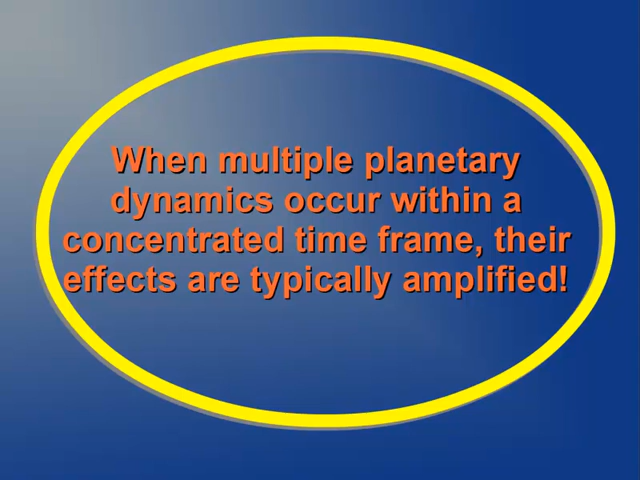 When multiple planetary
dynamics occur within a
concentrated time frame, their
effects are typically amplified!